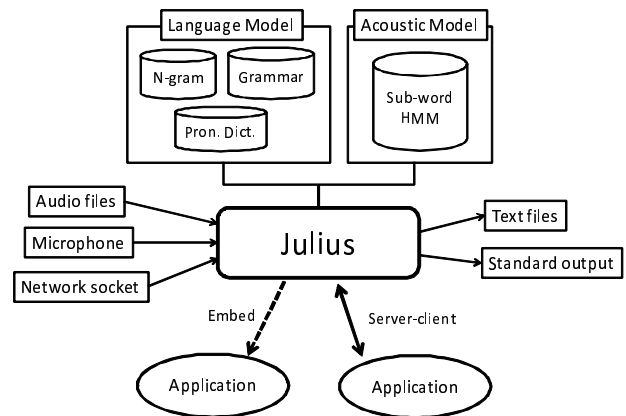 Language Model
Acoustic Model
N-gram
Grammar
Pron. Dict.
Sub-word
HMM
Audio files
Microphone
Network socket
Julius
Text files
Standard output
Embed
Server-client
Application
Application